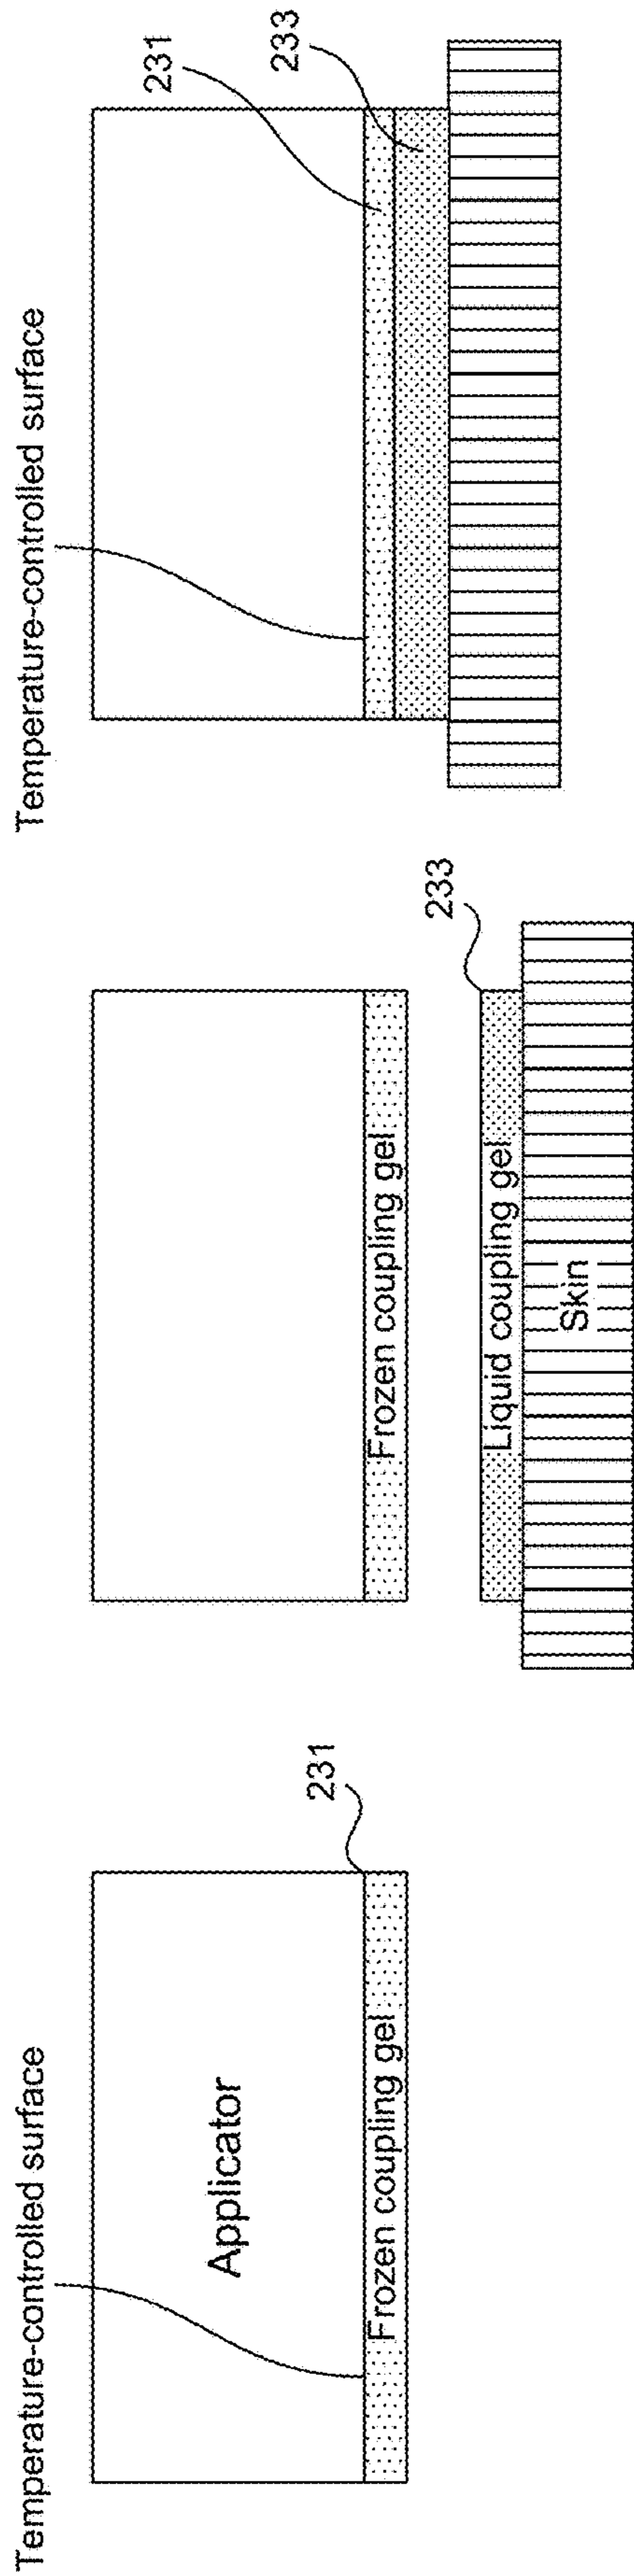 Temperature-controlled surface
Applicator
231
Frozen coupling gel
Frozen coupling gel
233
Liquid coupling gel
Skin
Temperature-controlled surface
231
233